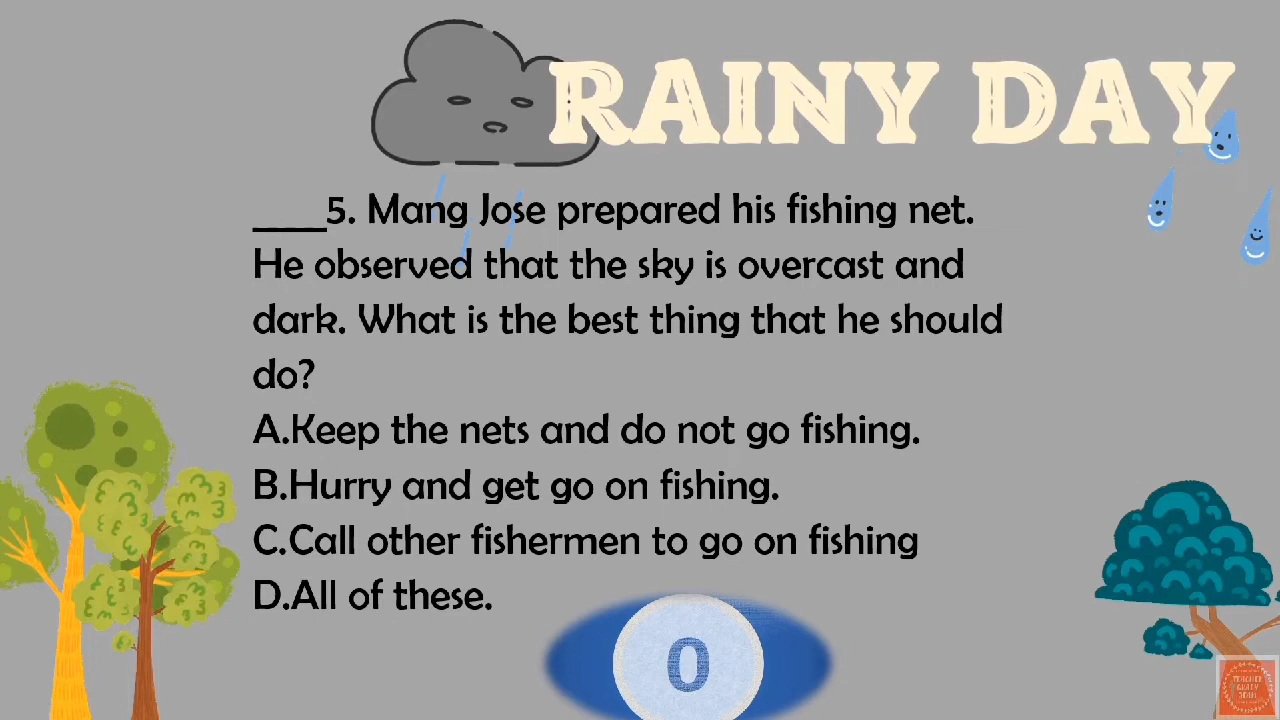 RAINY DAY
____5. Mang Jose prepared his fishing net.
He observed that the sky is overcast and
dark. What is the best thing that he should
do?
A.Keep the nets and do not go fishing.
B.Hurry and get go on fishing.
C.Call other fishermen to go on fishing
D.All of these.
0